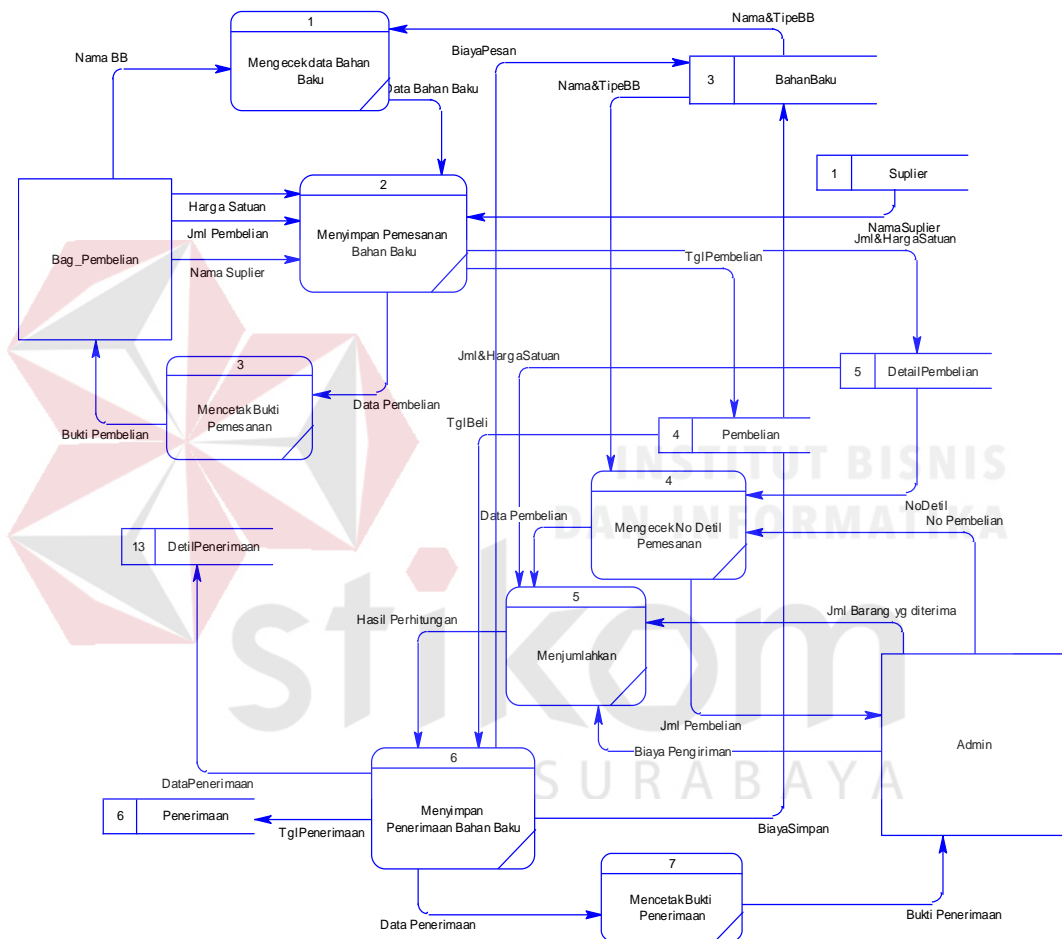 Nama&TipeBB
1
Mengecek data Bahan
Baku
Nama BB
BiayaPesan
3
BahanBaku
Nama&TipeBB
Data Bahan Baku
1
Suplier
2
Menyimpan Pemesanan
Bahan Baku
Harga Satuan
Jml Pembelian
Nama Suplier
Bag_Pembelian
NamaSuplier
Jml&HargaSatuan
TglPembelian
3
Mencetak Bukti
Pemesanan
Jml&HargaSatuan
5
DetailPembelian
Data Pembelian
Bukti Pembelian
TglBeli
4
Pembelian
INSTITUT BISNIS
DAN INFORMATIKA
4
Mengecek No Detil
Pemesanan
NoDetil
No Pembelian
Data Pembelian
13
DetilPenerimaan
5
Menjumlahkan
Hasil Perhitungan
Jml Barang yg diterima
stikom
SURABAYA
Jml Pembelian
Biaya Pengiriman
Admin
6
Menyimpan
Penerimaan Bahan Baku
DataPenerimaan
6
Penerimaan
TglPenerimaan
BiayaSimpan
7
Mencetak Bukti
Penerimaan
Data Penerimaan
Bukti Penerimaan